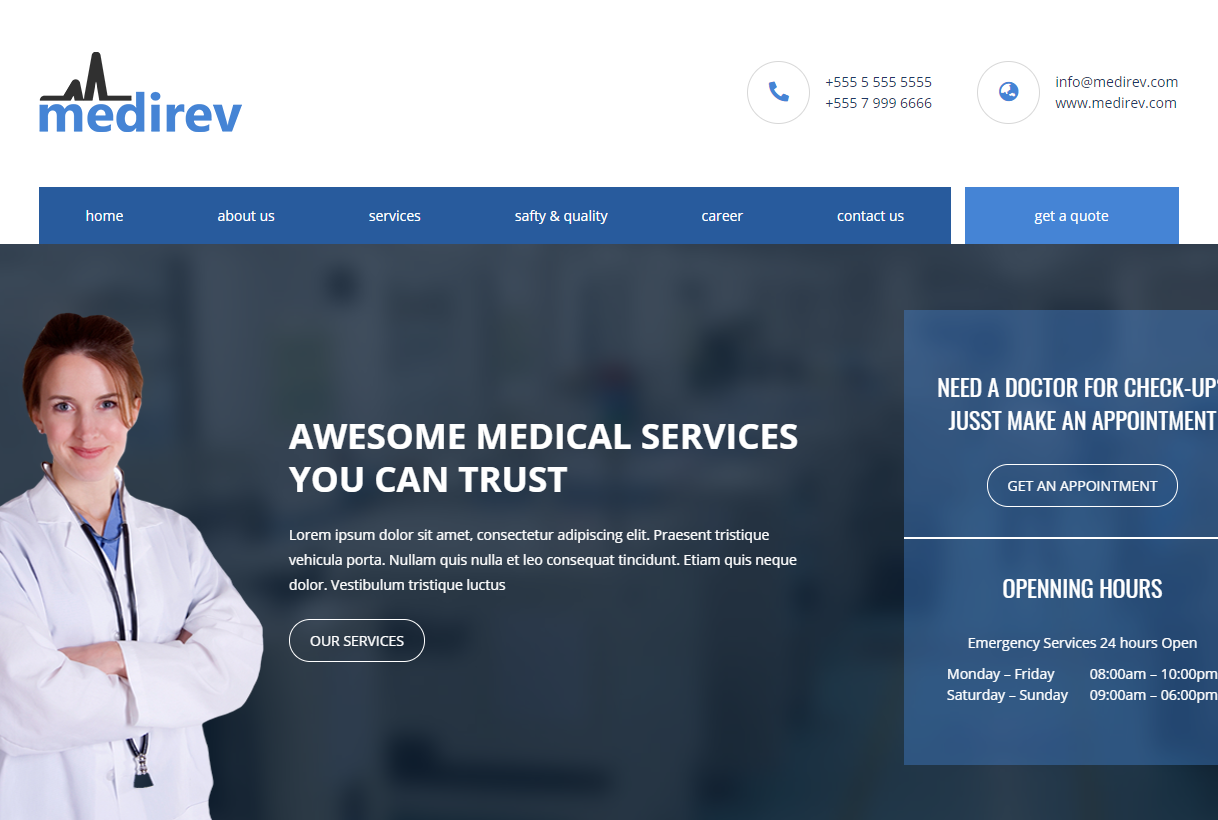 medirev
+555 5 555 5555
+555 7 999 6666
info@medirev.com
www.medirev.com
home
about us
services
safty & quality
career
contact us
get a quote
AWESOME MEDICAL SERVICES
YOU CAN TRUST
Lorem ipsum dolor sit amet, consectetur adipiscing elit. Praesent tristique
vehicula porta. Nullam quis nulla et leo consequat tincidunt. Etiam quis neque
dolor. Vestibulum tristique luctus
OUR SERVICES
NEED A DOCTOR FOR CHECK-UP?
JUSST MAKE AN APPOINTMENT
GET AN APPOINTMENT
OPENNING HOURS
Emergency Services 24 hours Open
Monday – Friday 08:00am – 10:00pm
Saturday – Sunday 09:00am – 06:00pm